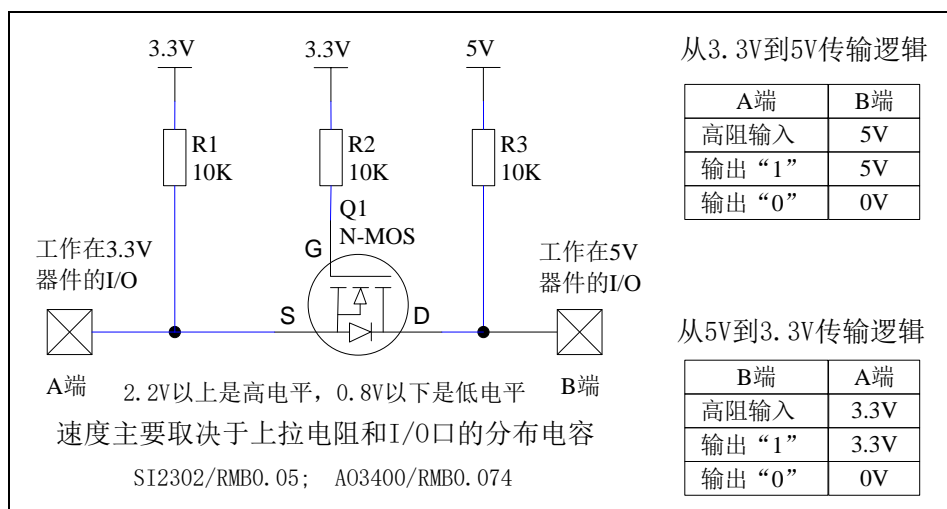 3.3V 3.3V 5V
R1
10K
R2
10K
R3
10K
Q1
N-MOS
G
S
D
工作在3.3V
器件的I/O
A端
工作在5V
器件的I/O
B端
2.2V以上是高电平，0.8V以下是低电平
速度主要取决于上拉电阻和I/O口的分布电容
SI2302/RMB0.05; AO3400/RMB0.074
从3.3V到5V传输逻辑
A端 B端
高阻输入 5V
输出“1” 5V
输出“0” 0V
从5V到3.3V传输逻辑
B端 A端
高阻输入 3.3V
输出“1” 3.3V
输出“0” 0V